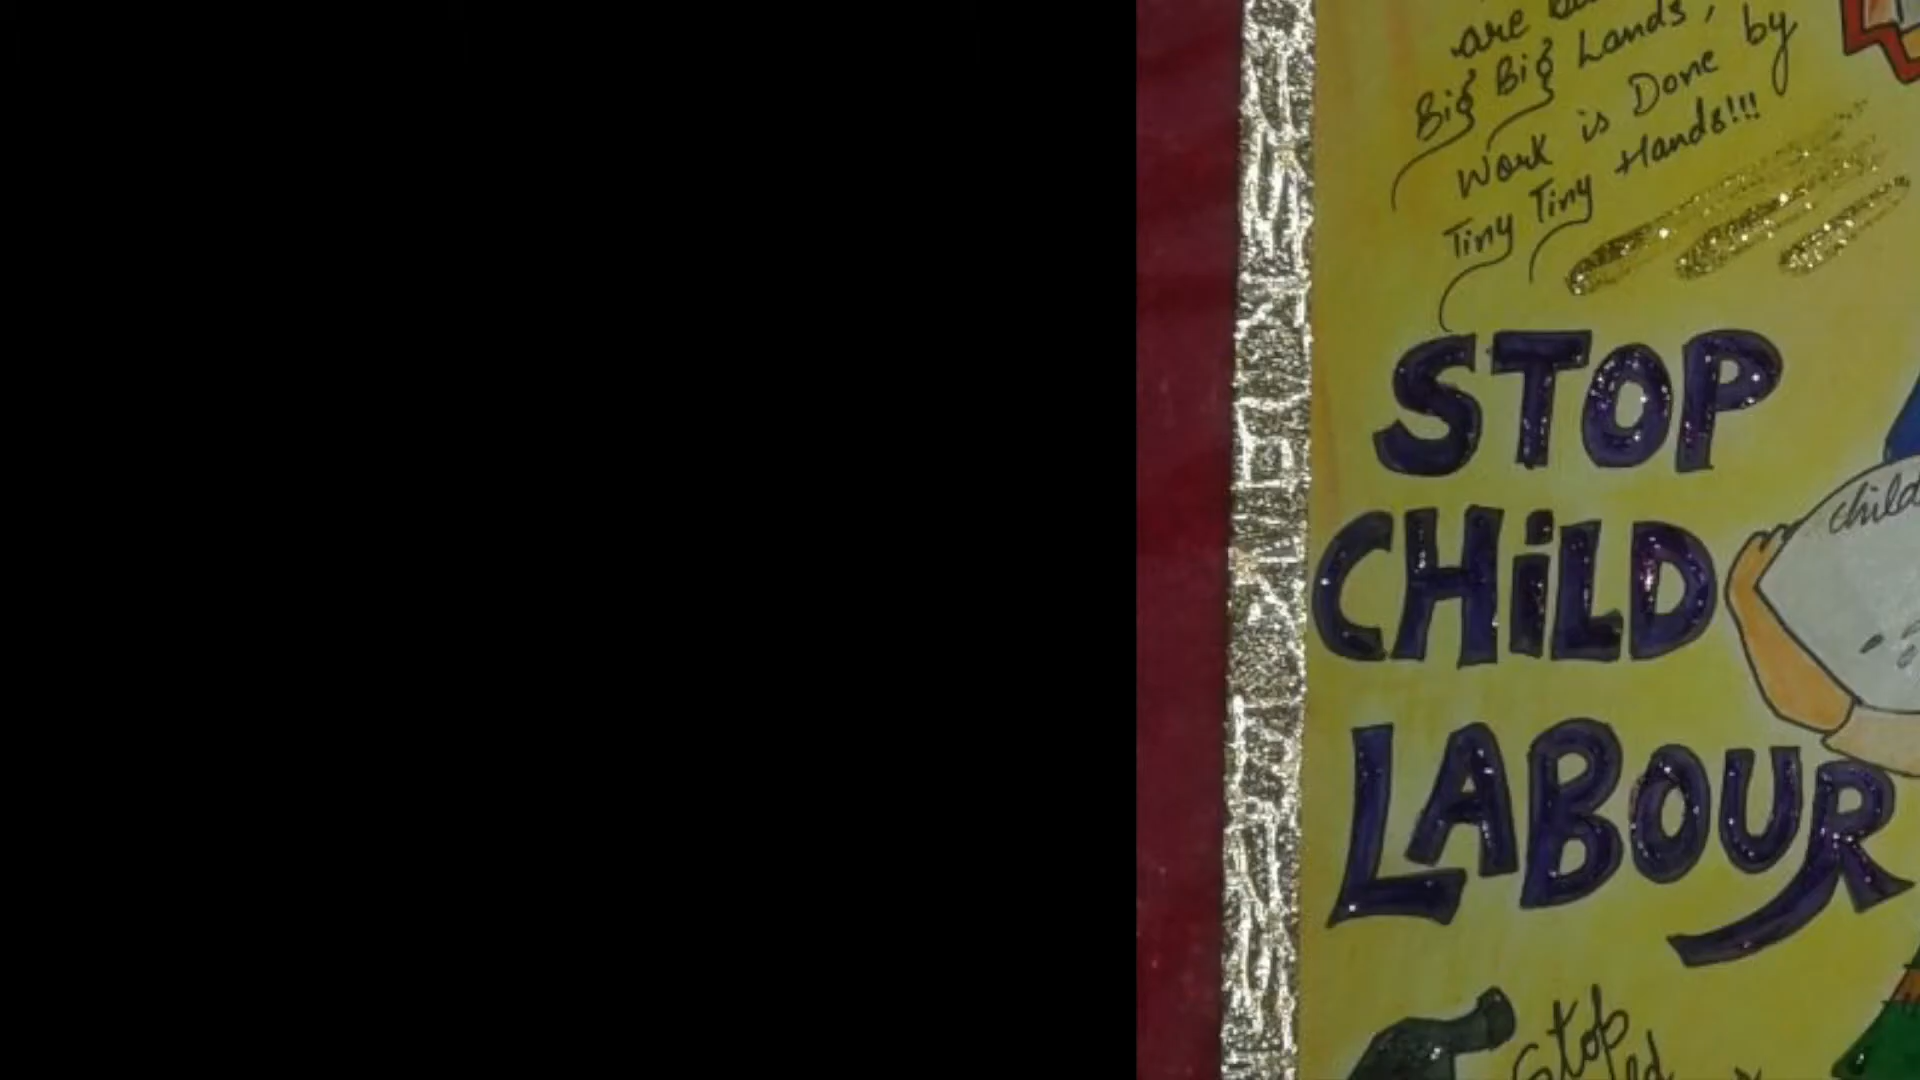 are
Big Big Lands,
Work is Done by
Tiny Tiny Hands!!!
STOP
CHiLD
LABOUR
child
Stop